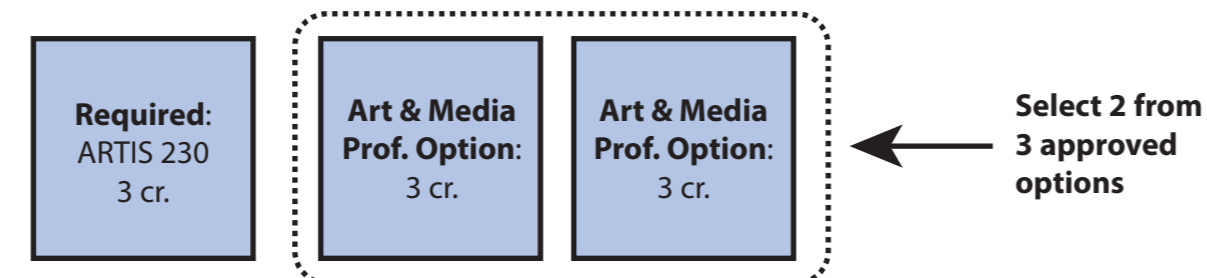 Required:
ARTIS 230
3 cr.
Art & Media
Prof. Option:
3 cr.
Art & Media
Prof. Option:
3 cr.
Select 2 from
3 approved
options